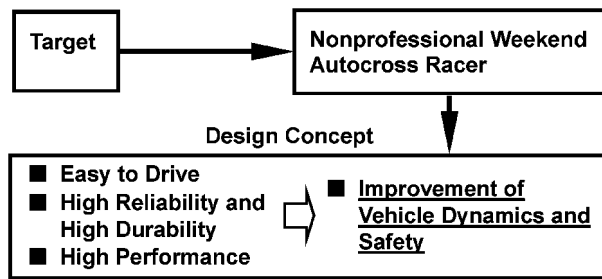 Target
Nonprofessional Weekend
Autocross Racer
Design Concept
■ Easy to Drive
■ High Reliability and
High Durability
■ High Performance
■ Improvement of
Vehicle Dynamics and
Safety